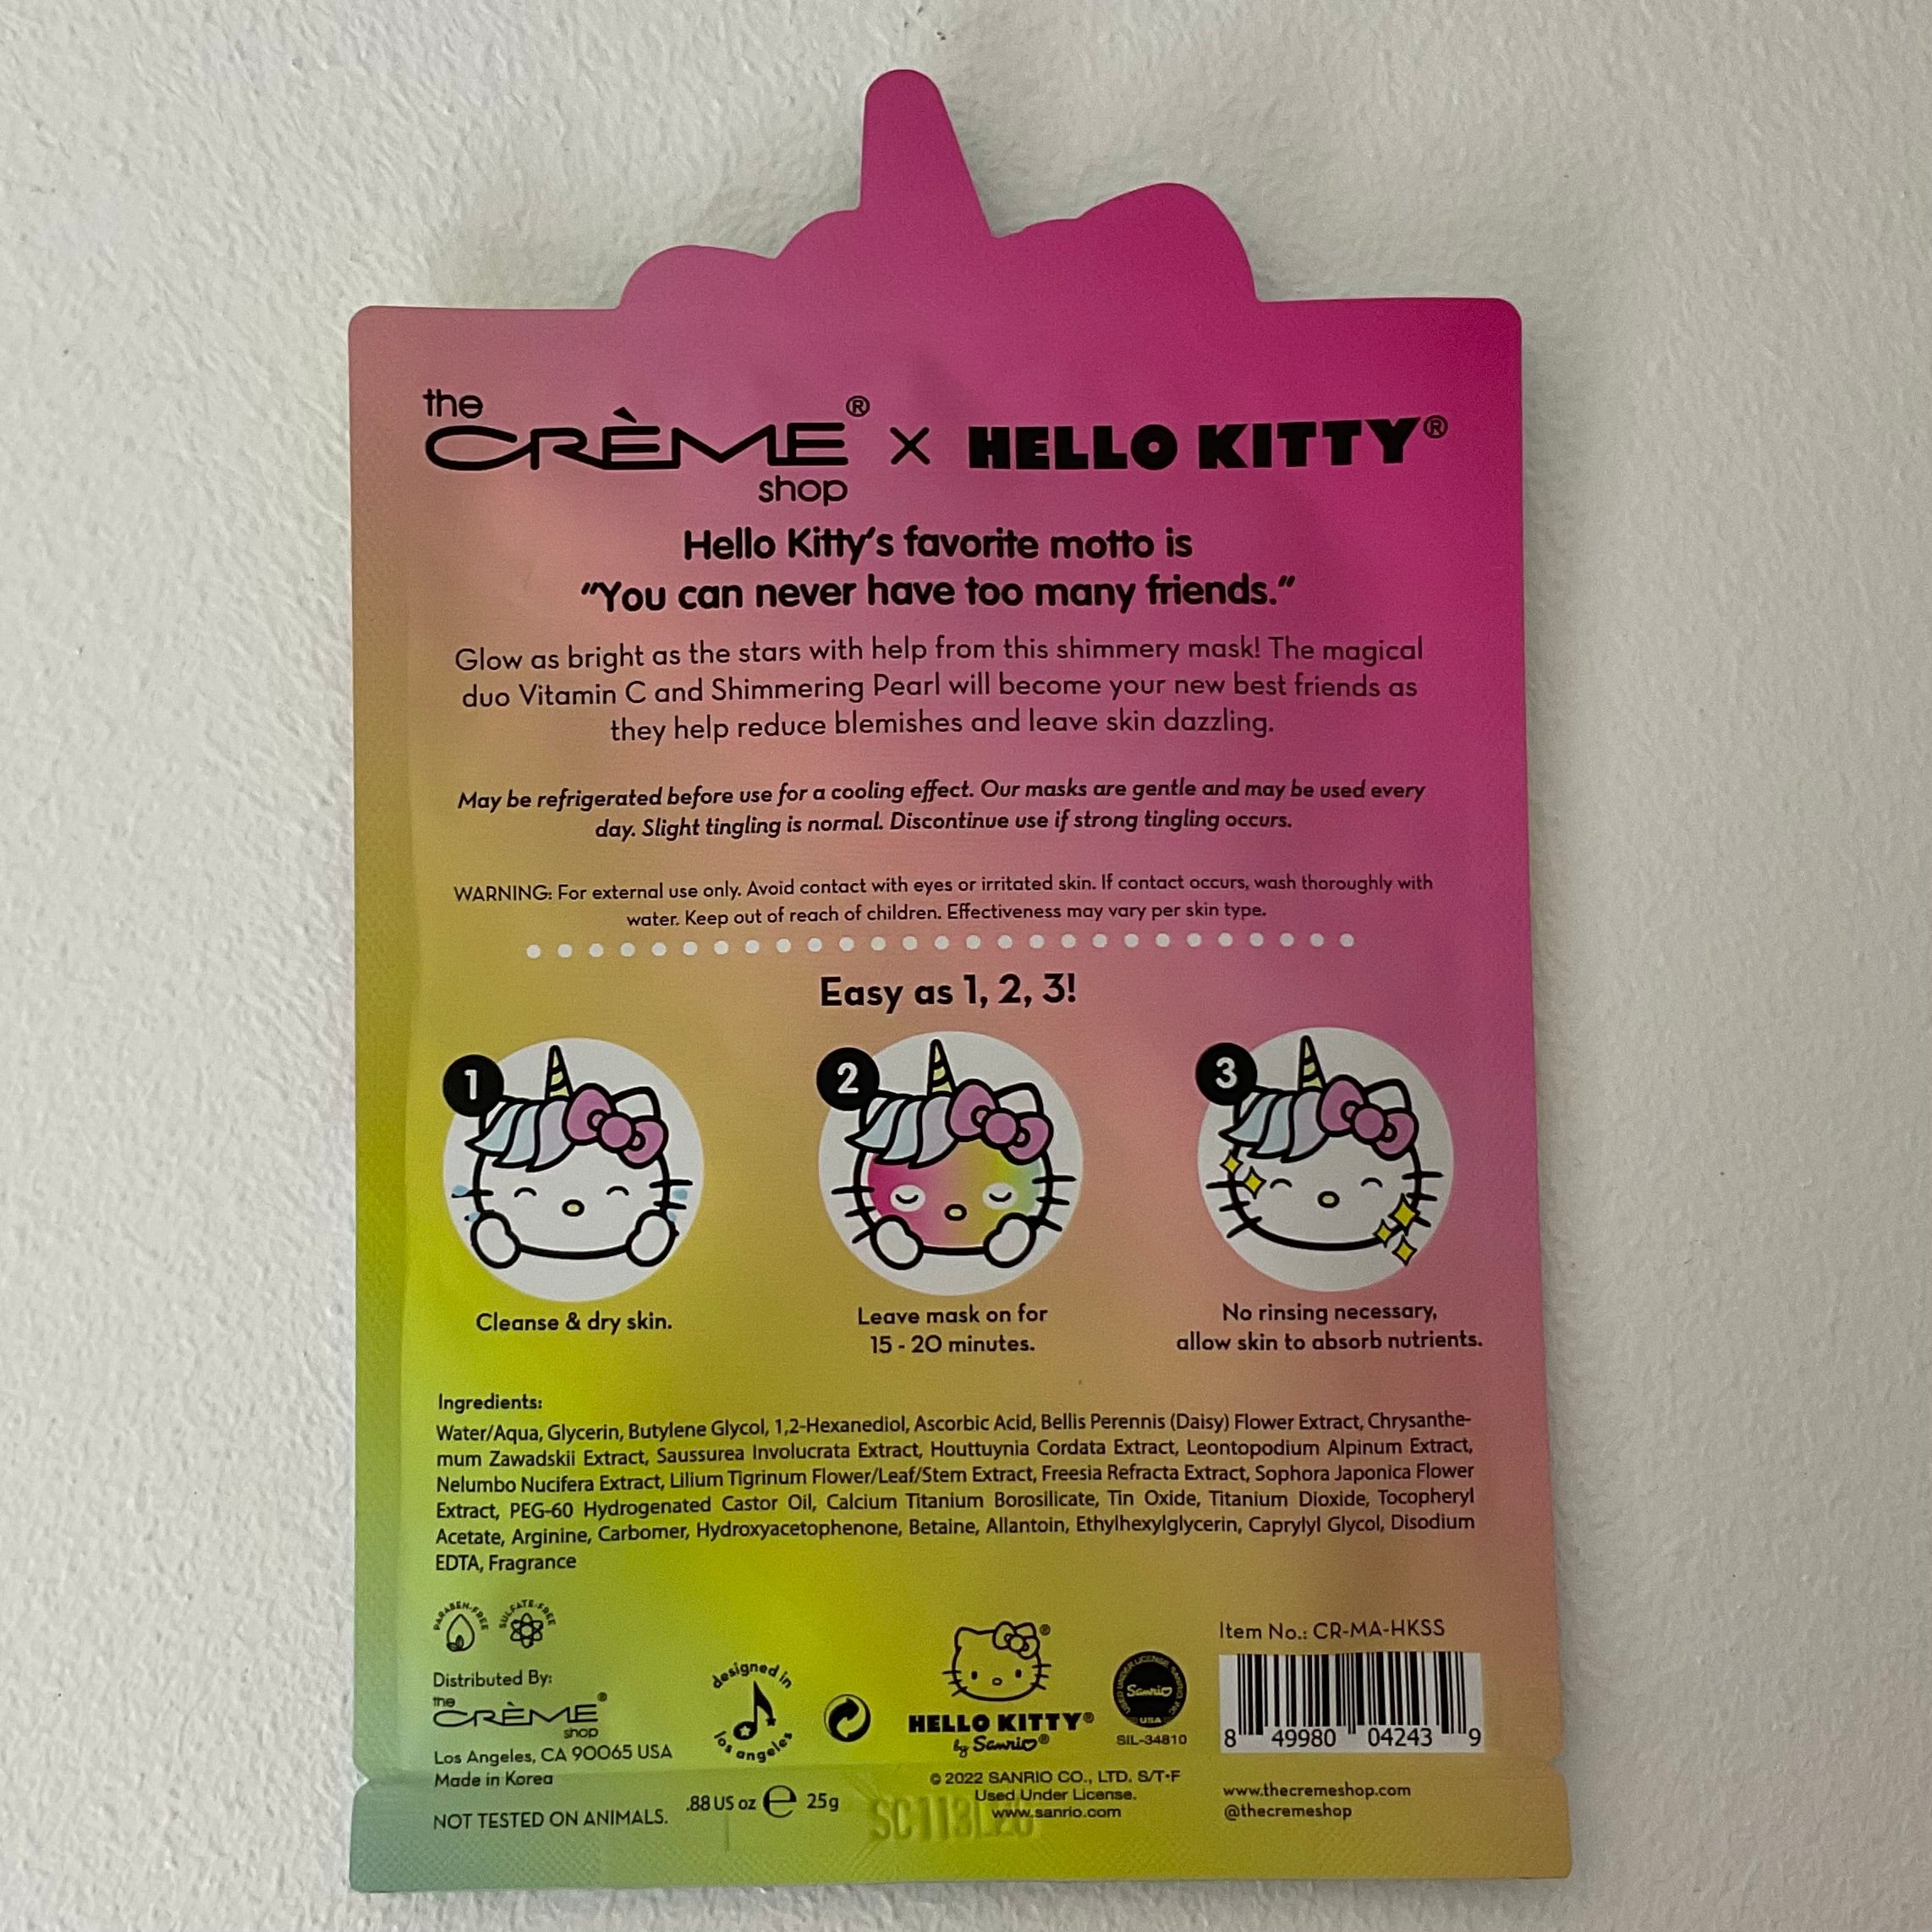 the
CRÈME®
shop
X HELLO KITTY®
Hello Kitty's favorite motto is
"You can never have too many friends."
Glow as bright as the stars with help from this shimmery mask! The magical
duo Vitamin C and Shimmering Pearl will become your new best friends as
they help reduce blemishes and leave skin dazzling.
May be refrigerated before use for a cooling effect. Our masks are gentle and may be used every
day. Slight tingling is normal. Discontinue use if strong tingling occurs.
WARNING: For external use only. Avoid contact with eyes or irritated skin. If contact occurs, wash thoroughly with
water. Keep out of reach of children. Effectiveness may vary per skin type.
Easy as 1, 2, 3!
1
2
3
Cleanse & dry skin.
Leave mask on for
15 - 20 minutes.
No rinsing necessary,
allow skin to absorb nutrients.
Ingredients:
Water/Aqua, Glycerin, Butylene Glycol, 1,2-Hexanediol, Ascorbic Acid, Bellis Perennis (Daisy) Flower Extract, Chrysanthe-
mum Zawadskii Extract, Saussurea Involucrata Extract, Houttuynia Cordata Extract, Leontopodium Alpinum Extract,
Nelumbo Nucifera Extract, Lilium Tigrinum Flower/Leaf/Stem Extract, Freesia Refracta Extract, Sophora Japonica Flower
Extract, PEG-60 Hydrogenated Castor Oil, Calcium Titanium Borosilicate, Tin Oxide, Titanium Dioxide, Tocopheryl
Acetate, Arginine, Carbomer, Hydroxyacetophenone, Betaine, Allantoin, Ethylhexylglycerin, Caprylyl Glycol, Disodium
EDTA, Fragrance
PARABEN-FREE
SULFATE-FREE
Distributed By:
the
CRÈME®
shop
Los Angeles, CA 90065 USA
Made in Korea
NOT TESTED ON ANIMALS.
designed in
los angeles
.88 US oz e 25g
®
HELLO KITTY®
by Sanrio®
© 2022 SANRIO CO., LTD. S/T•F
Used Under License.
www.sanrio.com
USED UNDER LICENSE SANRIO, INC.
Sanrio
USA
SIL-34810
Item No.: CR-MA-HKSS
8 49980 04243 9
www.thecremeshop.com
@thecremeshop